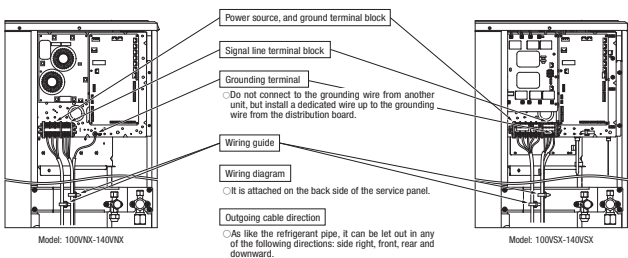 Power source, and ground terminal block
Signal line terminal block
Grounding terminal
○Do not connect to the grounding wire from another
unit, but install a dedicated wire up to the grounding
wire from the distribution board.
Wiring guide
Wiring diagram
○It is attached on the back side of the service panel.
Outgoing cable direction
○As like the refrigerant pipe, it can be let out in any
of the following directions: side right, front, rear and
downward.
Model: 100VNX-140VNX
Model: 100VSX-140VSX